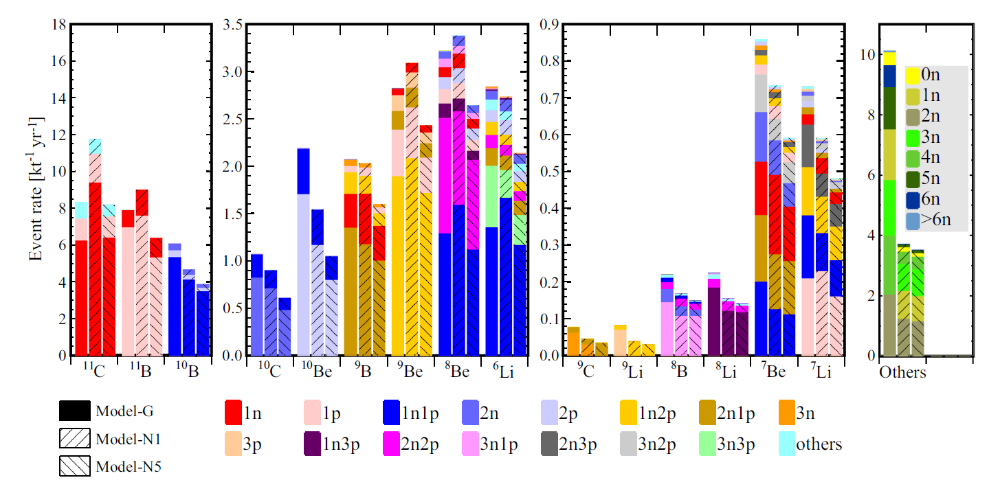 Event rate [kt⁻¹ yr⁻¹]
18
16
14
12
10
8
6
4
2
0
¹¹C ¹¹B ¹⁰B
3.5
3.0
2.5
2.0
1.5
1.0
0.5
0.0
¹⁰C ¹⁰Be ⁹B ⁹Be ⁸Be ⁶Li
0.9
0.8
0.7
0.6
0.5
0.4
0.3
0.2
0.1
0.0
⁹C ⁹Li ⁸B ⁸Li ⁷Be ⁷Li
10
8
6
4
2
0
Others
0n
1n
2n
3n
4n
5n
6n
>6n
Model-G
Model-N1
Model-N5
1n 1p 1n1p 2n 2p 1n2p 2n1p 3n
3p 1n3p 2n2p 3n1p 2n3p 3n2p 3n3p others